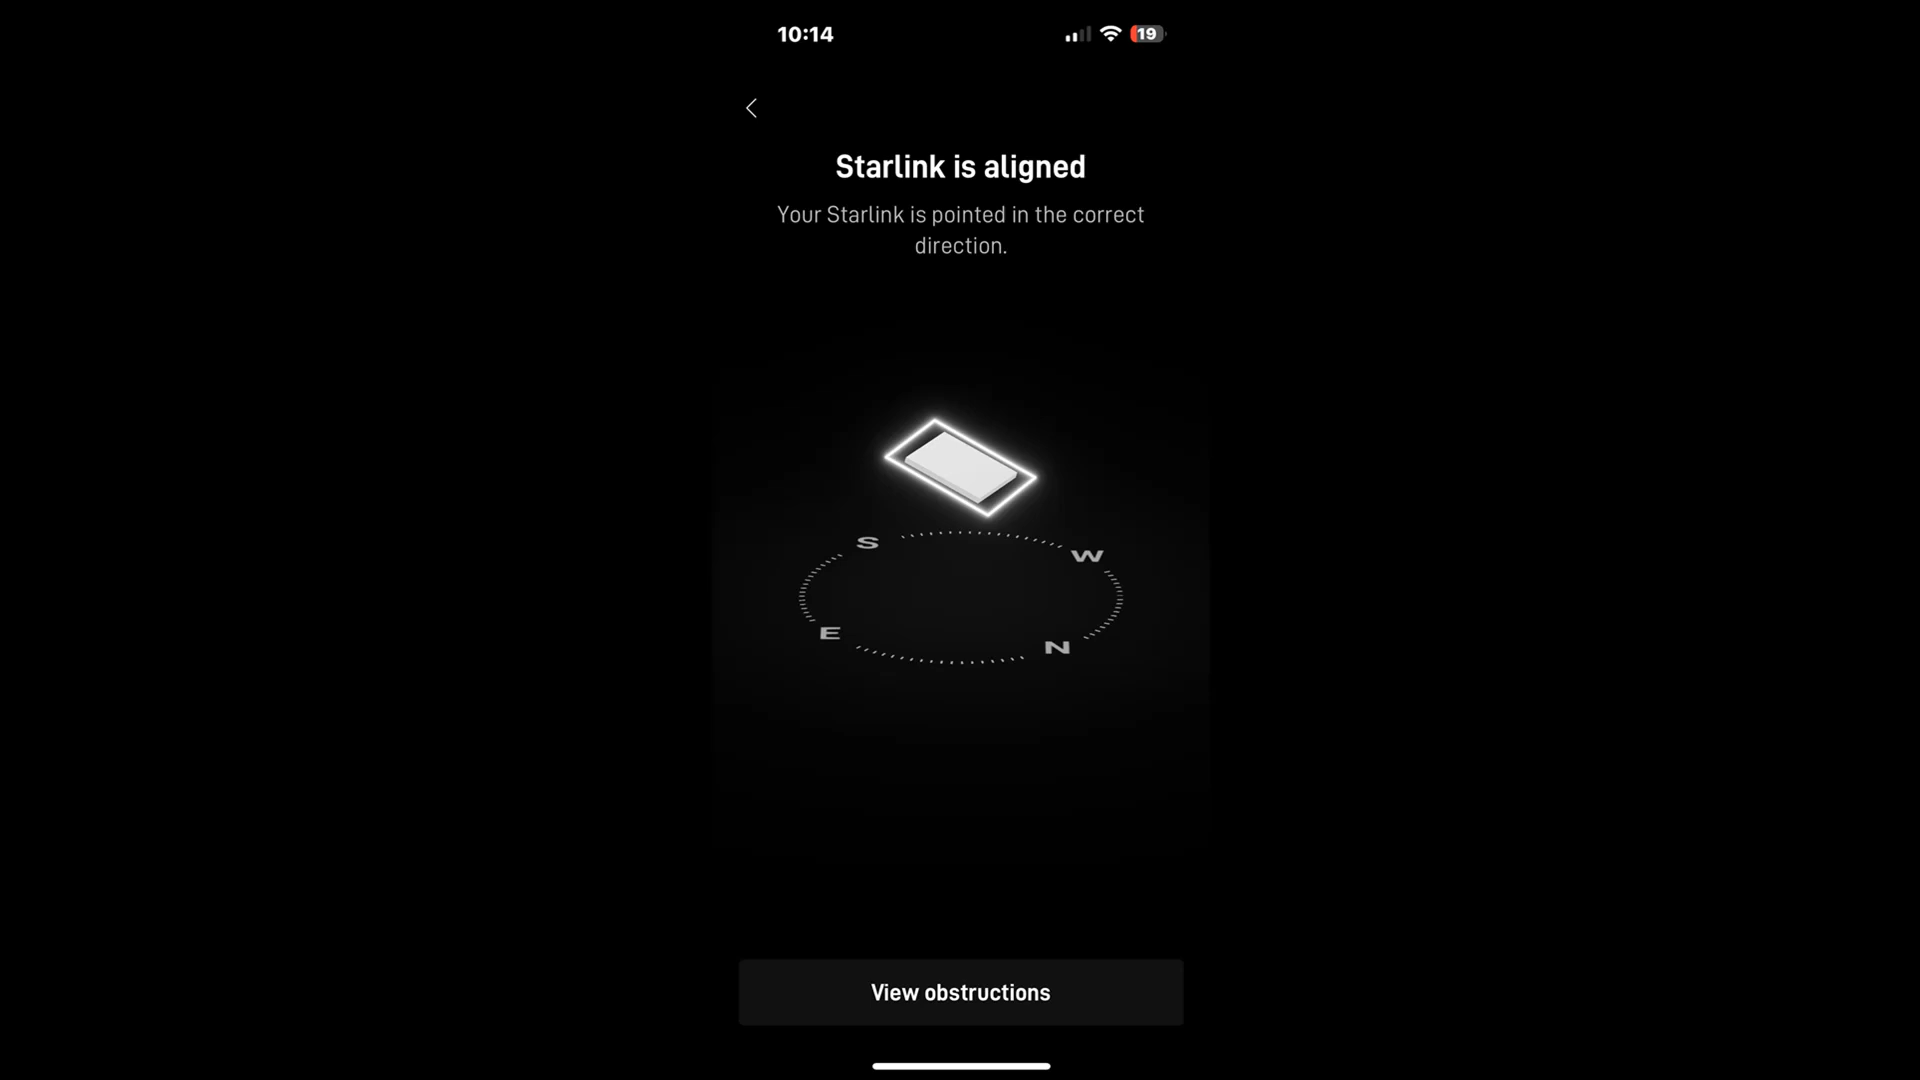 10:14
19
Starlink is aligned
Your Starlink is pointed in the correct
direction.
S
W
E
N
View obstructions